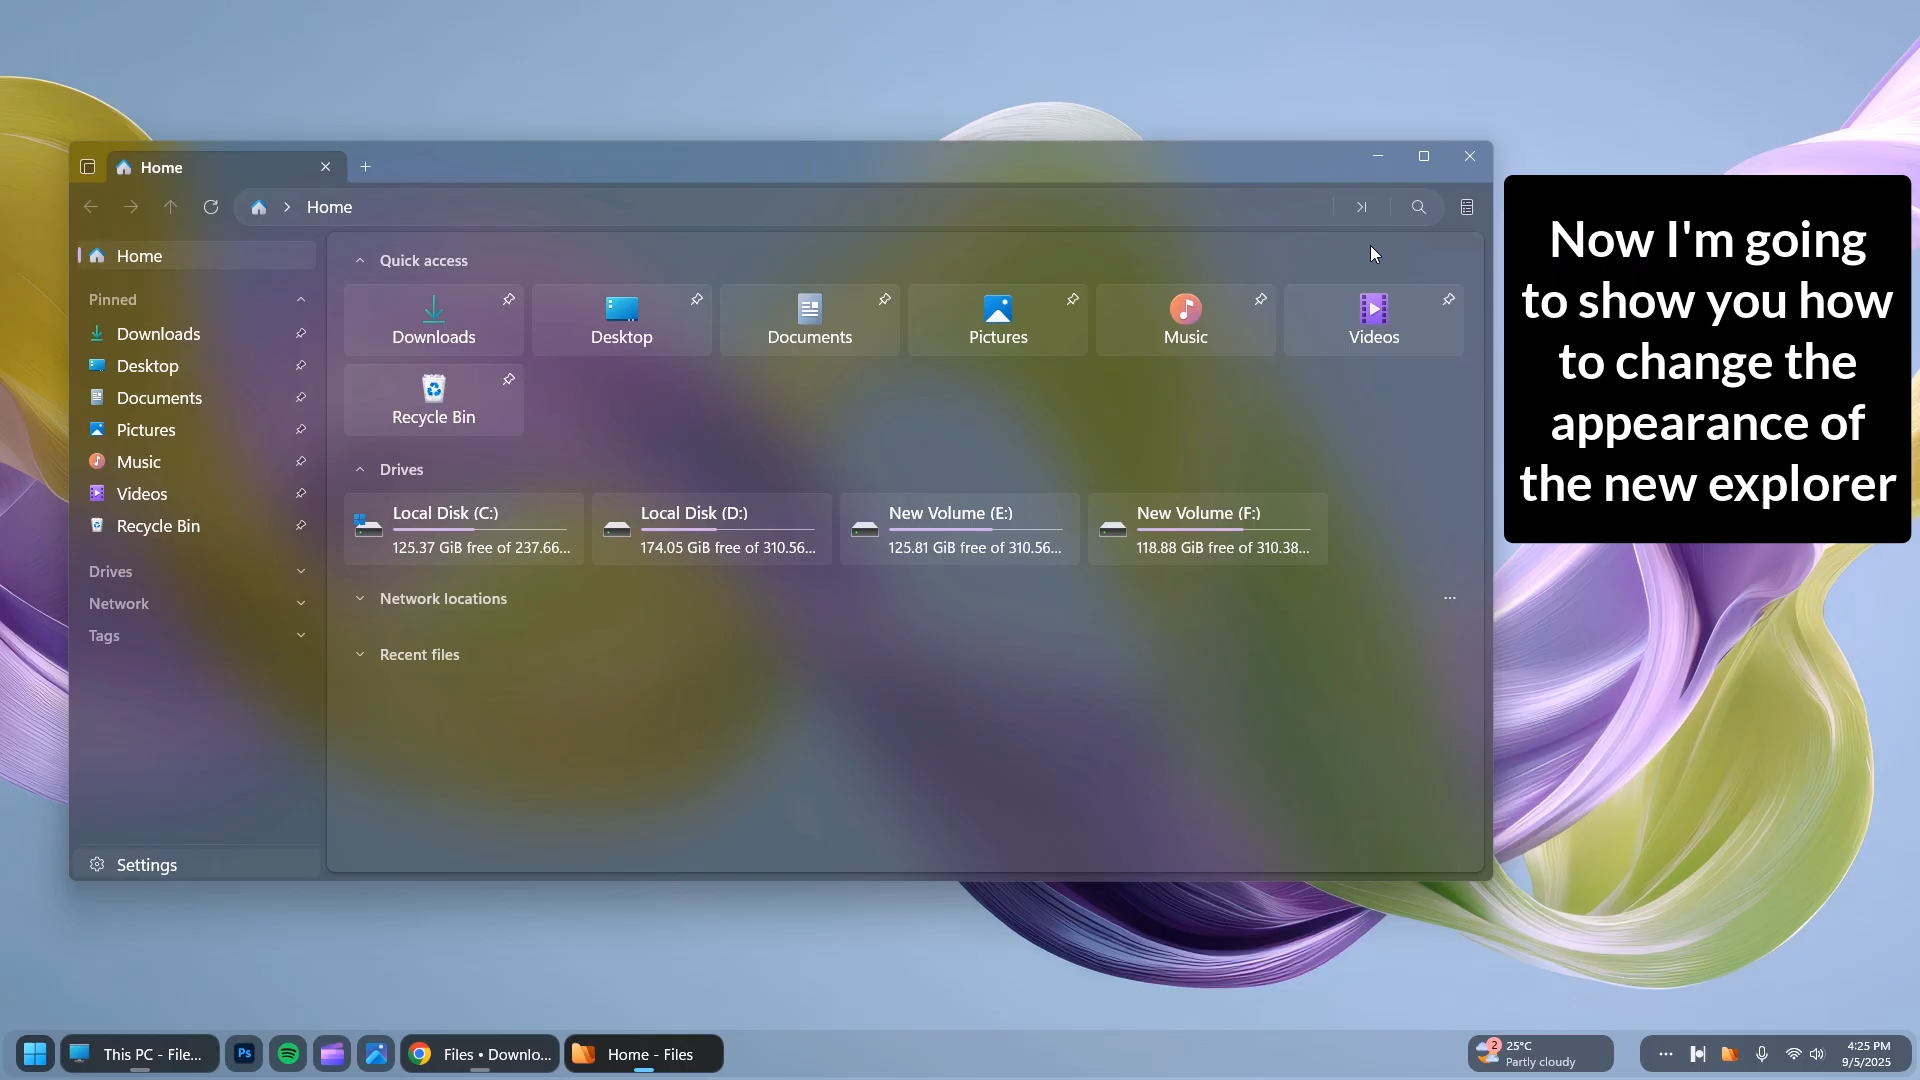 Home
Home
Home
Pinned
Downloads
Desktop
Documents
Pictures
Music
Videos
Recycle Bin
Drives
Network
Tags
Settings
Quick access
Downloads
Desktop
Documents
Pictures
Music
Videos
Recycle Bin
Drives
Local Disk (C:)
125.37 GiB free of 237.66...
Local Disk (D:)
174.05 GiB free of 310.56...
New Volume (E:)
125.81 GiB free of 310.56...
New Volume (F:)
118.88 GiB free of 310.38...
Network locations
Recent files
Now I'm going
to show you how
to change the
appearance of
the new explorer
This PC - File...
Ps
Files • Downlo...
Home - Files
2
25°C
Partly cloudy
4:25 PM
9/5/2025